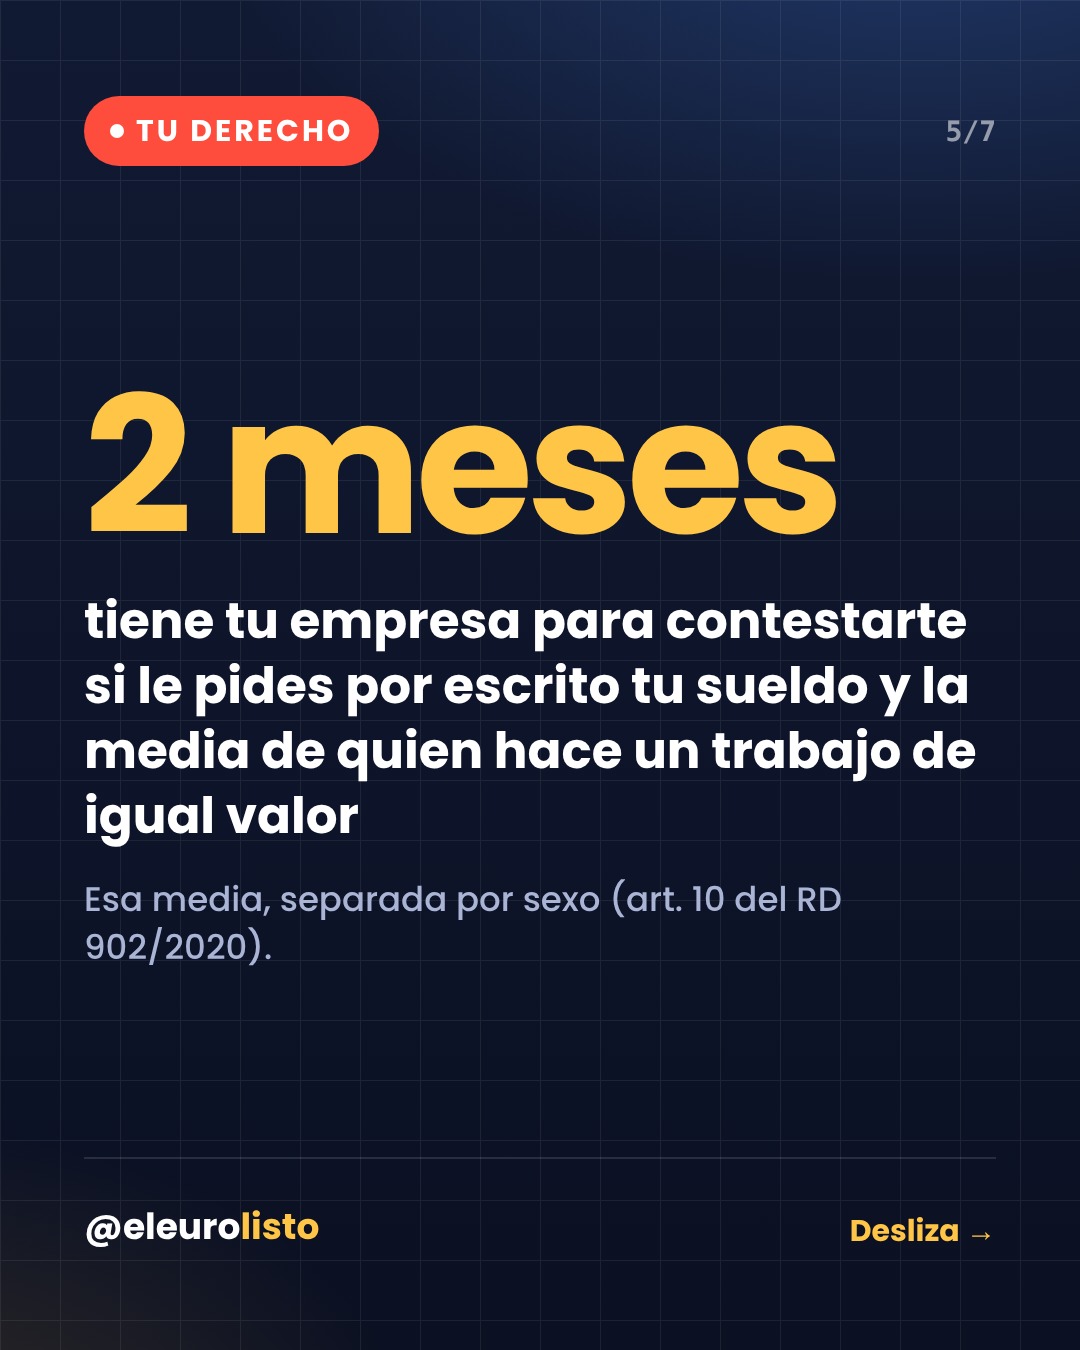 TU DERECHO
5/7
2 meses
tiene tu empresa para contestarte
si le pides por escrito tu sueldo y la
media de quien hace un trabajo de
igual valor
Esa media, separada por sexo (art. 10 del RD
902/2020).
@eleurolisto
Desliza →